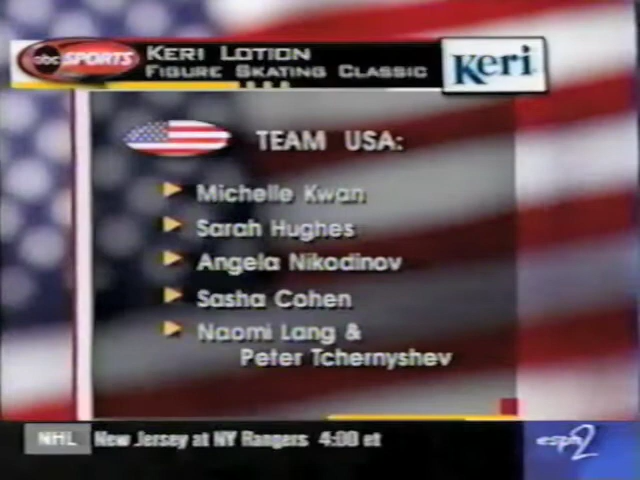 abc SPORTS
KERI LOTION
FIGURE SKATING CLASSIC
Keri
TEAM USA:
Michelle Kwan
Sarah Hughes
Angela Nikodinov
Sasha Cohen
Naomi Lang &
Peter Tchernyshev
NHL New Jersey at NY Rangers 4:00 et
espn2